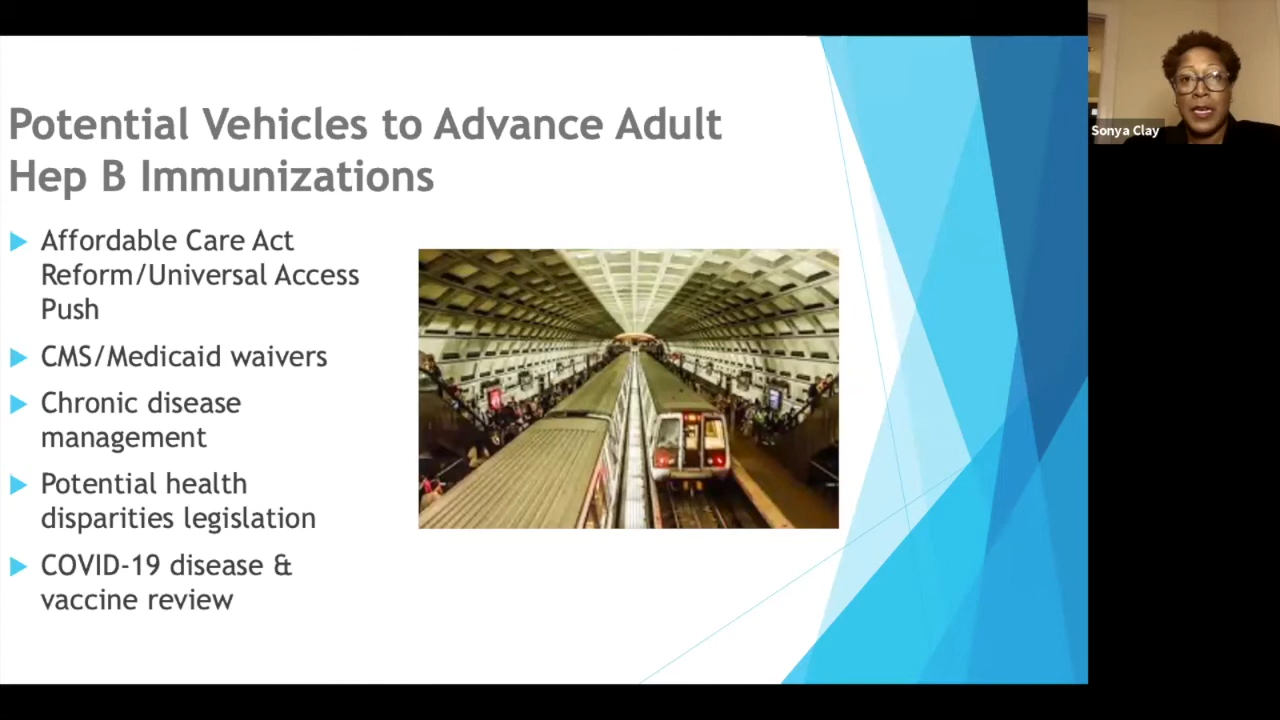 Potential Vehicles to Advance Adult
Hep B Immunizations
Affordable Care Act
Reform/Universal Access
Push
CMS/Medicaid waivers
Chronic disease
management
Potential health
disparities legislation
COVID-19 disease &
vaccine review
Sonya Clay